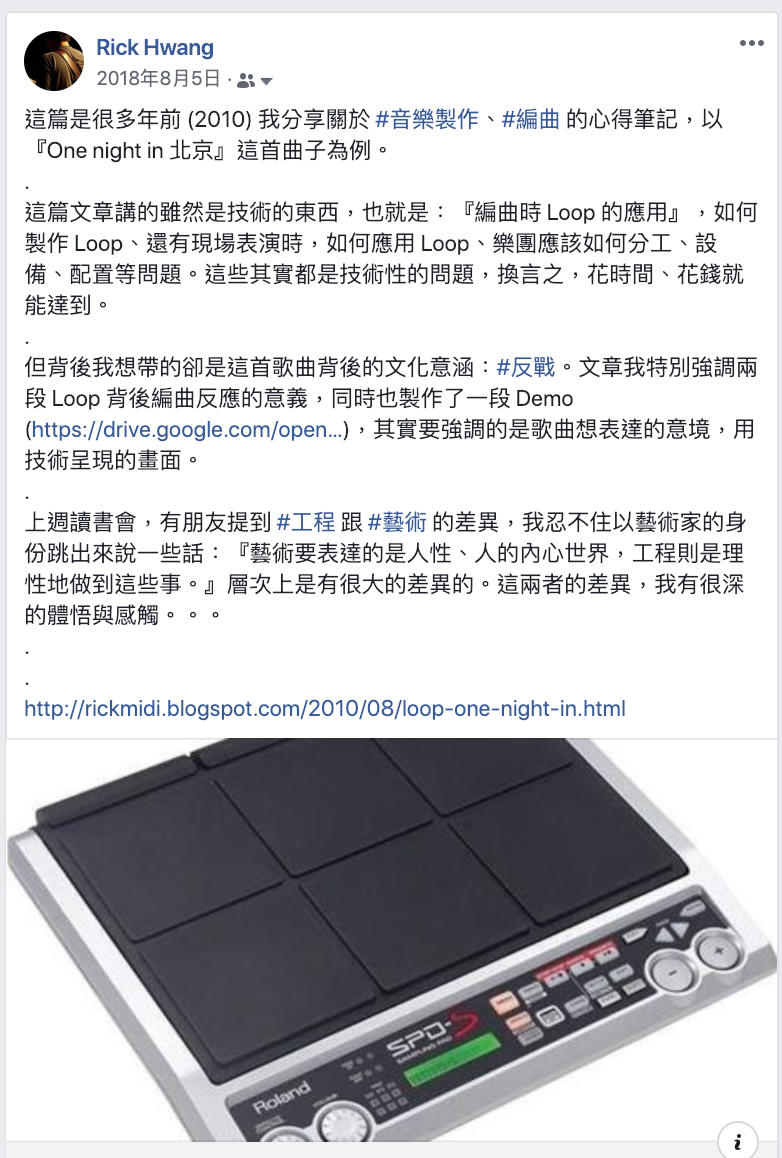 Rick Hwang
2018年8月5日 ·
這篇是很多年前 (2010) 我分享關於 #音樂製作、#編曲 的心得筆記，以
『One night in 北京』這首曲子為例。
.
這篇文章講的雖然是技術的東西，也就是：『編曲時 Loop 的應用』，如何
製作 Loop、還有現場表演時，如何應用 Loop、樂團應該如何分工、設
備、配置等問題。這些其實都是技術性的問題，換言之，花時間、花錢就
能達到。
.
但背後我想帶的卻是這首歌曲背後的文化意涵：#反戰。文章我特別強調兩
段 Loop 背後編曲反應的意義，同時也製作了一段 Demo
(https://drive.google.com/open...)，其實要強調的是歌曲想表達的意境，用
技術呈現的畫面。
.
上週讀書會，有朋友提到 #工程 跟 #藝術 的差異，我忍不住以藝術家的身
份跳出來說一些話：『藝術要表達的是人性、人的內心世界，工程則是理
性地做到這些事。』層次上是有很大的差異的。這兩者的差異，我有很深
的體悟與感觸。。。
.
.
http://rickmidi.blogspot.com/2010/08/loop-one-night-in.html
SPD-S
SAMPLING PAD
Roland
VOLUME